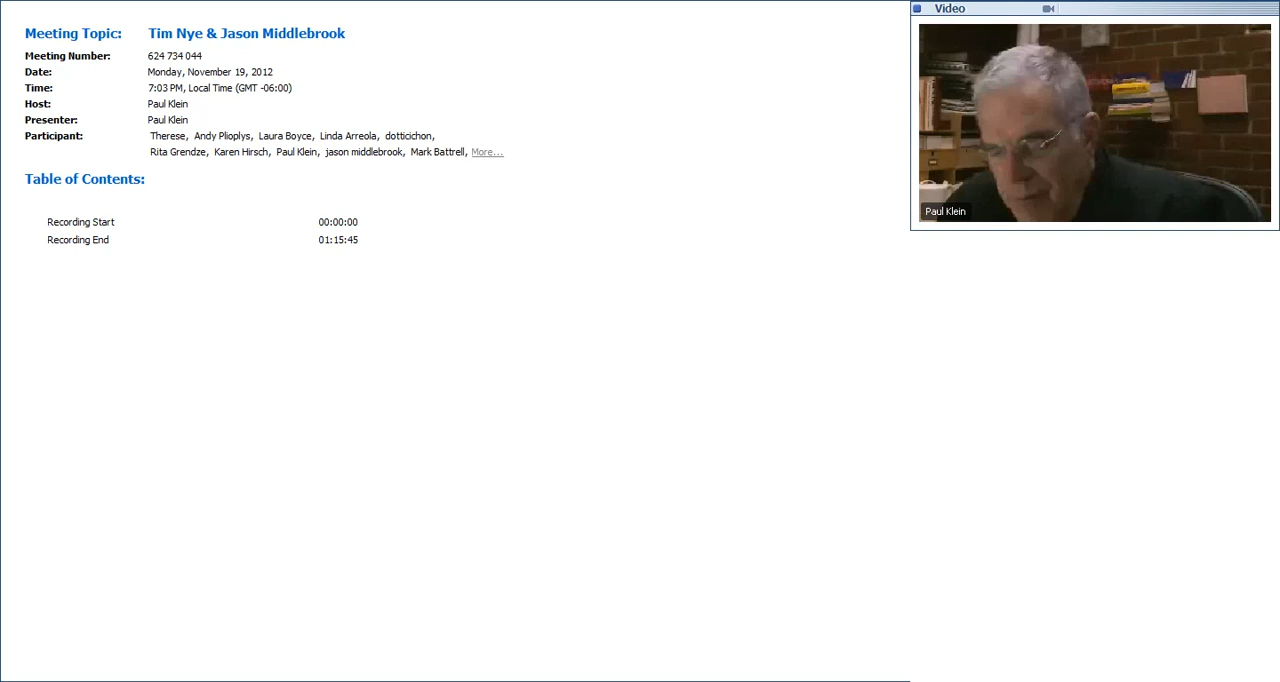 Meeting Topic: Tim Nye & Jason Middlebrook
Meeting Number: 624 734 044
Date: Monday, November 19, 2012
Time: 7:03 PM, Local Time (GMT -06:00)
Host: Paul Klein
Presenter: Paul Klein
Participant: Therese, Andy Plioplys, Laura Boyce, Linda Arreola, dotticichon,
Rita Grendze, Karen Hirsch, Paul Klein, jason middlebrook, Mark Battrell, More...
Table of Contents:
Recording Start 00:00:00
Recording End 01:15:45
Video
Paul Klein